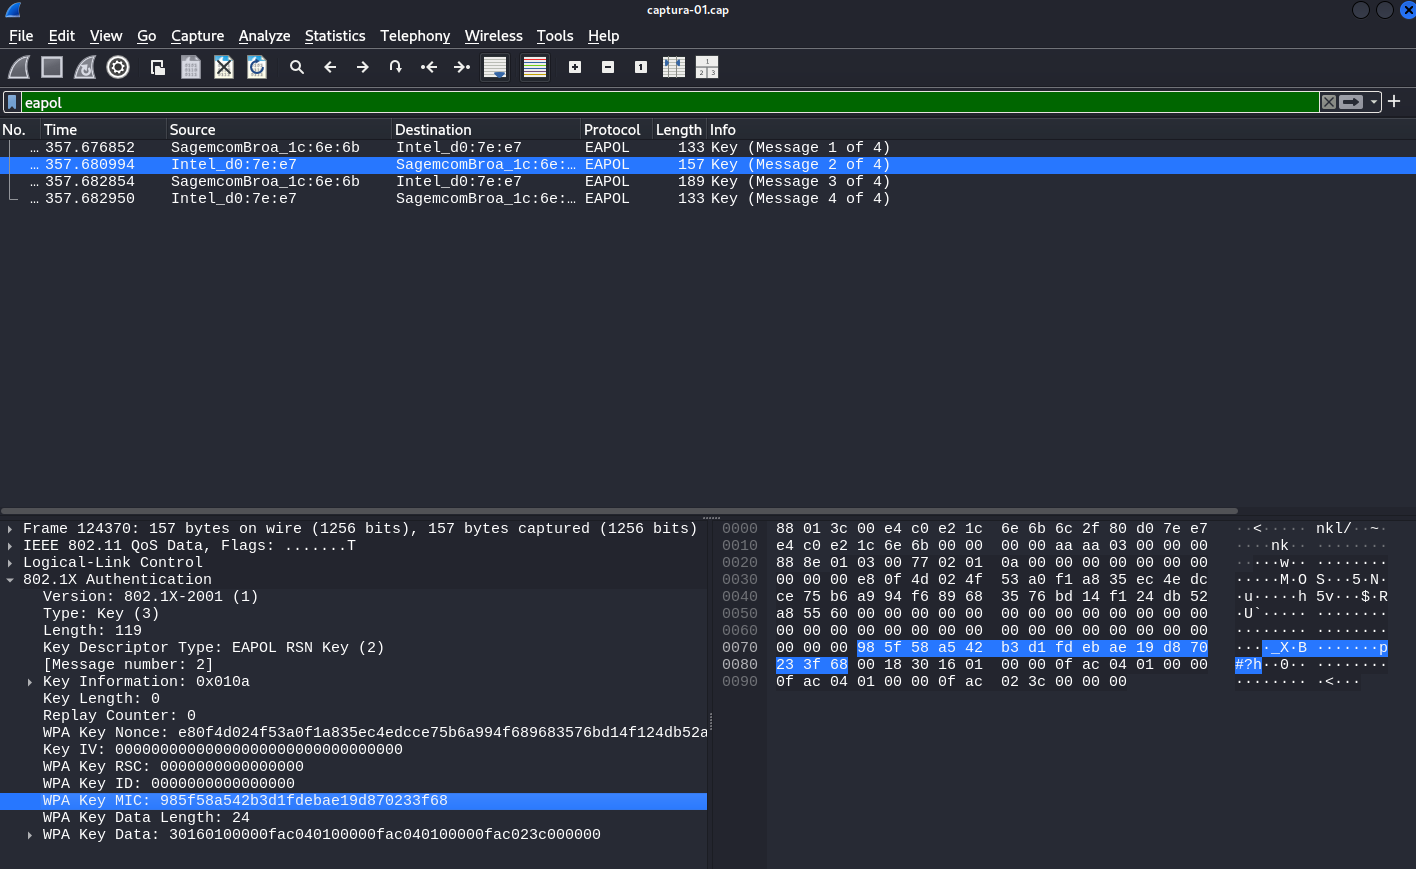 captura-01.cap
File Edit View Go Capture Analyze Statistics Telephony Wireless Tools Help
eapol
No. Time Source Destination Protocol Length Info
… 357.676852 SagemcomBroa_1c:6e:6b Intel_d0:7e:e7 EAPOL 133 Key (Message 1 of 4)
… 357.680994 Intel_d0:7e:e7 SagemcomBroa_1c:6e:… EAPOL 157 Key (Message 2 of 4)
… 357.682854 SagemcomBroa_1c:6e:6b Intel_d0:7e:e7 EAPOL 189 Key (Message 3 of 4)
… 357.682950 Intel_d0:7e:e7 SagemcomBroa_1c:6e:… EAPOL 133 Key (Message 4 of 4)
Frame 124370: 157 bytes on wire (1256 bits), 157 bytes captured (1256 bits)
IEEE 802.11 QoS Data, Flags: .......T
Logical-Link Control
802.1X Authentication
Version: 802.1X-2001 (1)
Type: Key (3)
Length: 119
Key Descriptor Type: EAPOL RSN Key (2)
[Message number: 2]
Key Information: 0x010a
Key Length: 0
Replay Counter: 0
WPA Key Nonce: e80f4d024f53a0f1a835ec4edcce75b6a994f689683576bd14f124db52a
Key IV: 00000000000000000000000000000000
WPA Key RSC: 0000000000000000
WPA Key ID: 0000000000000000
WPA Key MIC: 985f58a542b3d1fdebae19d870233f68
WPA Key Data Length: 24
WPA Key Data: 30160100000fac040100000fac040100000fac023c000000
0000 88 01 3c 00 e4 c0 e2 1c 6e 6b 6c 2f 80 d0 7e e7 ··<····· nkl/··~·
0010 e4 c0 e2 1c 6e 6b 00 00 00 00 aa aa 03 00 00 00 ····nk·· ········
0020 88 8e 01 03 00 77 02 01 0a 00 00 00 00 00 00 00 ·····w·· ········
0030 00 00 00 e8 0f 4d 02 4f 53 a0 f1 a8 35 ec 4e dc ·····M·O S···5·N·
0040 ce 75 b6 a9 94 f6 89 68 35 76 bd 14 f1 24 db 52 ·u·····h 5v···$·R
0050 a8 55 60 00 00 00 00 00 00 00 00 00 00 00 00 00 ·U`····· ········
0060 00 00 00 00 00 00 00 00 00 00 00 00 00 00 00 00 ········ ········
0070 00 00 00 98 5f 58 a5 42 b3 d1 fd eb ae 19 d8 70 ····_X·B ·······p
0080 23 3f 68 00 18 30 16 01 00 00 0f ac 04 01 00 00 #?h··0·· ········
0090 0f ac 04 01 00 00 0f ac 02 3c 00 00 00 ········ ·<···